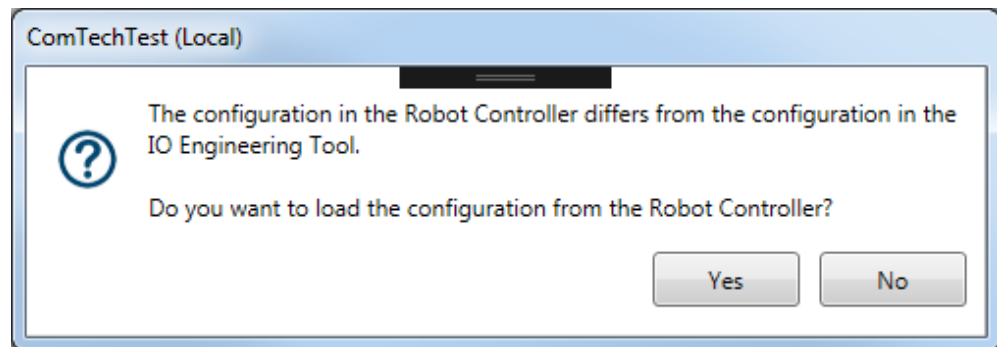 ComTechTest (Local)
The configuration in the Robot Controller differs from the configuration in the
IO Engineering Tool.
Do you want to load the configuration from the Robot Controller?
Yes No